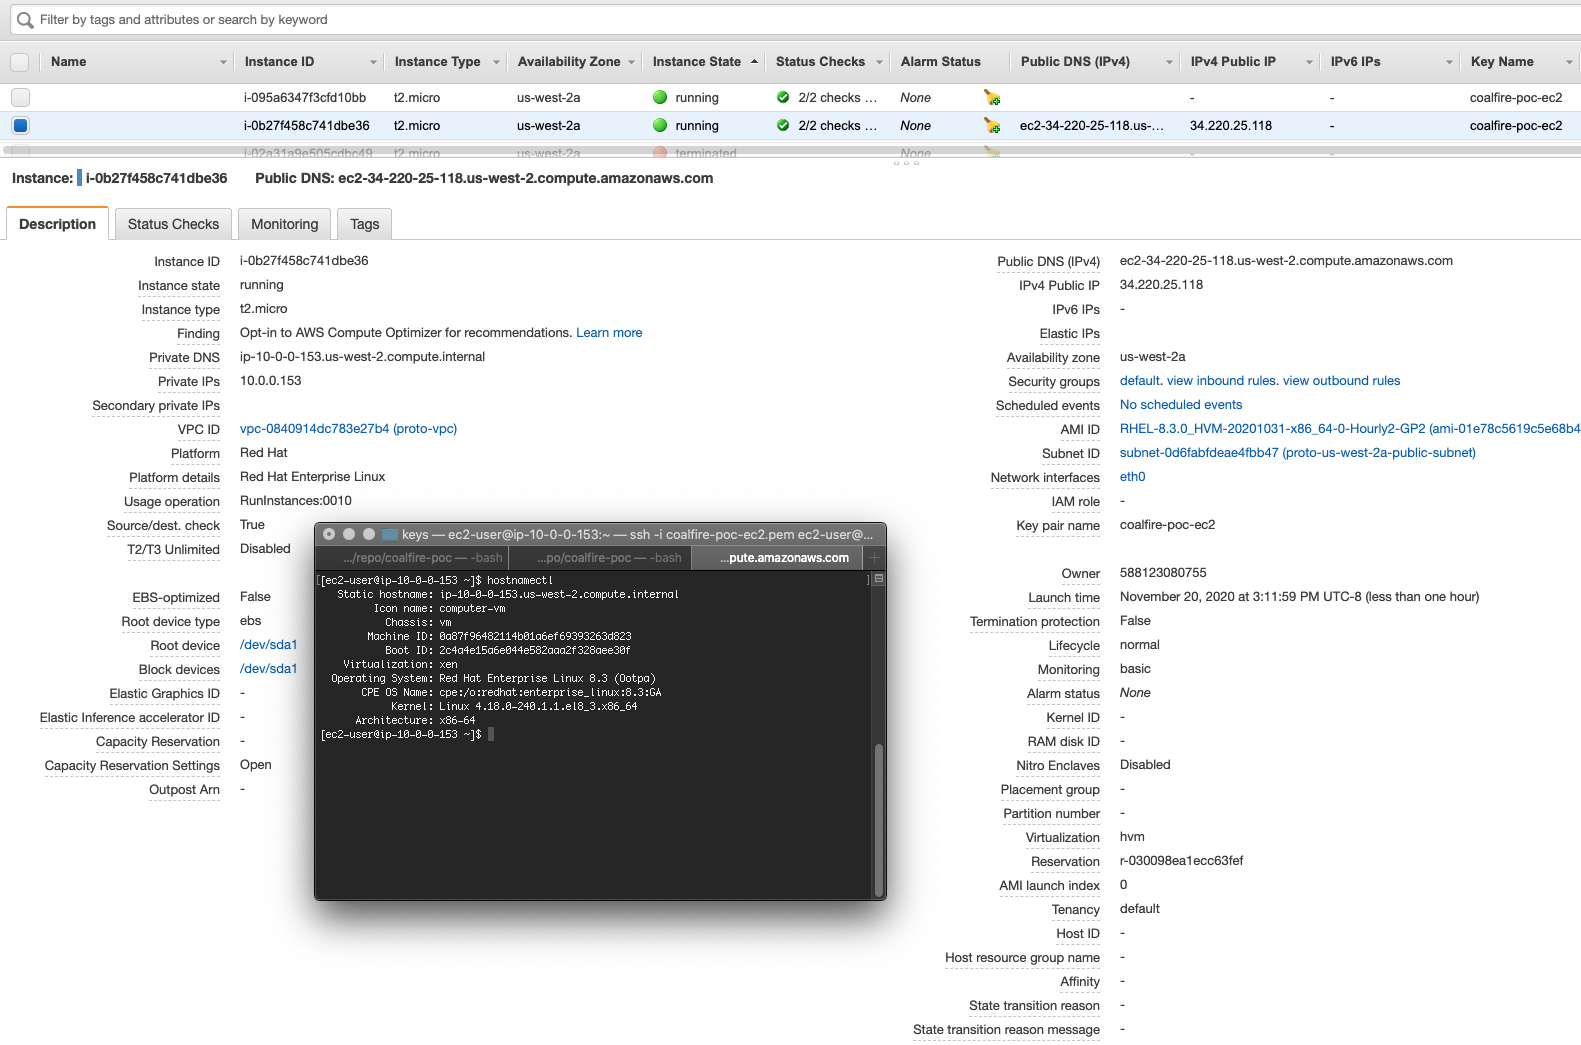 Filter by tags and attributes or search by keyword
Name Instance ID Instance Type Availability Zone Instance State Status Checks Alarm Status Public DNS (IPv4) IPv4 Public IP IPv6 IPs Key Name
i-095a6347f3cfd10bb t2.micro us-west-2a running 2/2 checks ... None - - coalfire-poc-ec2
i-0b27f458c741dbe36 t2.micro us-west-2a running 2/2 checks ... None ec2-34-220-25-118.us-... 34.220.25.118 - coalfire-poc-ec2
i-02a31a9e505cdbc49 t2.micro us-west-2a terminated None
Instance: i-0b27f458c741dbe36 Public DNS: ec2-34-220-25-118.us-west-2.compute.amazonaws.com
Description Status Checks Monitoring Tags
Instance ID i-0b27f458c741dbe36
Instance state running
Instance type t2.micro
Finding Opt-in to AWS Compute Optimizer for recommendations. Learn more
Private DNS ip-10-0-0-153.us-west-2.compute.internal
Private IPs 10.0.0.153
Secondary private IPs
VPC ID vpc-0840914dc783e27b4 (proto-vpc)
Platform Red Hat
Platform details Red Hat Enterprise Linux
Usage operation RunInstances:0010
Source/dest. check True
T2/T3 Unlimited Disabled
EBS-optimized False
Root device type ebs
Root device /dev/sda1
Block devices /dev/sda1
Elastic Graphics ID -
Elastic Inference accelerator ID -
Capacity Reservation -
Capacity Reservation Settings Open
Outpost Arn -
keys — ec2-user@ip-10-0-0-153:~ — ssh -i coalfire-poc-ec2.pem ec2-user@...
.../repo/coalfire-poc — -bash ...po/coalfire-poc — -bash ...pute.amazonaws.com +
[[ec2-user@ip-10-0-0-153 ~]$ hostnamectl ]
Static hostname: ip-10-0-0-153.us-west-2.compute.internal
Icon name: computer-vm
Chassis: vm
Machine ID: 0a87f96482114b01a6ef69393263d823
Boot ID: 2c4a4e15a6e044e582aaa2f328aee30f
Virtualization: xen
Operating System: Red Hat Enterprise Linux 8.3 (Ootpa)
CPE OS Name: cpe:/o:redhat:enterprise_linux:8.3:GA
Kernel: Linux 4.18.0-240.1.1.el8_3.x86_64
Architecture: x86-64
[ec2-user@ip-10-0-0-153 ~]$
Public DNS (IPv4) ec2-34-220-25-118.us-west-2.compute.amazonaws.com
IPv4 Public IP 34.220.25.118
IPv6 IPs -
Elastic IPs
Availability zone us-west-2a
Security groups default. view inbound rules. view outbound rules
Scheduled events No scheduled events
AMI ID RHEL-8.3.0_HVM-20201031-x86_64-0-Hourly2-GP2 (ami-01e78c5619c5e68b4
Subnet ID subnet-0d6fabfdeae4fbb47 (proto-us-west-2a-public-subnet)
Network interfaces eth0
IAM role -
Key pair name coalfire-poc-ec2
Owner 588123080755
Launch time November 20, 2020 at 3:11:59 PM UTC-8 (less than one hour)
Termination protection False
Lifecycle normal
Monitoring basic
Alarm status None
Kernel ID -
RAM disk ID -
Nitro Enclaves Disabled
Placement group -
Partition number -
Virtualization hvm
Reservation r-030098ea1ecc63fef
AMI launch index 0
Tenancy default
Host ID -
Host resource group name -
Affinity -
State transition reason -
State transition reason message -